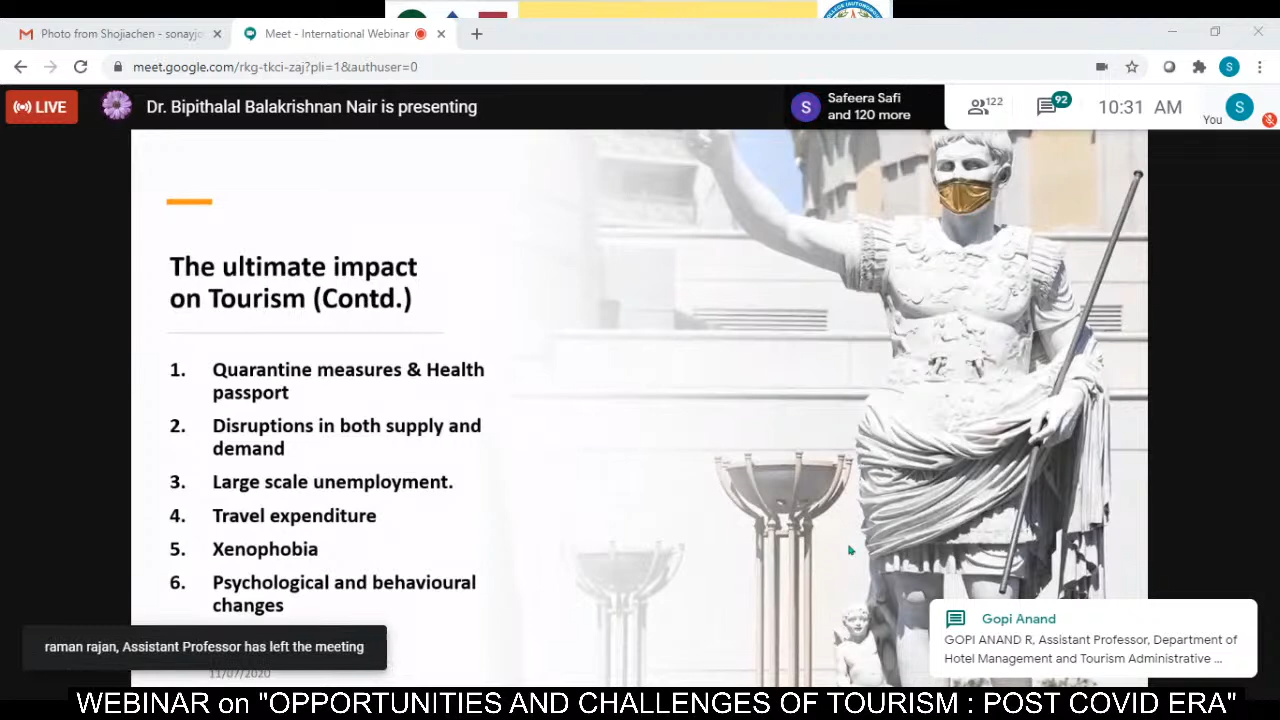 COLLEGE (AUTONOMOUS)
Photo from Shojiachen - sonayjo
Meet - International Webinar
meet.google.com/rkg-tkci-zaj?pli=1&authuser=0
S
LIVE
Dr. Bipithalal Balakrishnan Nair is presenting
S
Safeera Safi
and 120 more
122
92
10:31 AM
You
S
The ultimate impact
on Tourism (Contd.)
1. Quarantine measures & Health
passport
2. Disruptions in both supply and
demand
3. Large scale unemployment.
4. Travel expenditure
5. Xenophobia
6. Psychological and behavioural
changes
raman rajan, Assistant Professor has left the meeting
11/07/2020
Gopi Anand
GOPI ANAND R, Assistant Professor, Department of
Hotel Management and Tourism Administrative ...
WEBINAR on "OPPORTUNITIES AND CHALLENGES OF TOURISM : POST COVID ERA"